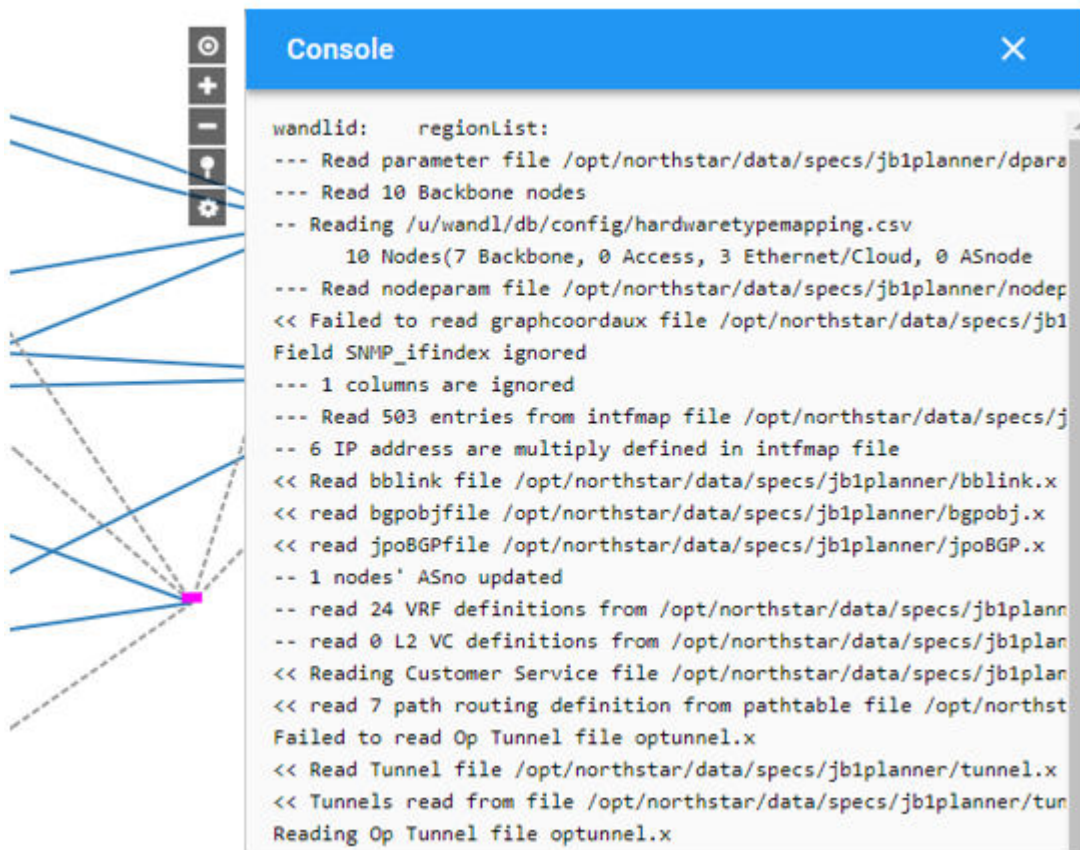 Console
wandlid:    regionList:
--- Read parameter file /opt/northstar/data/specs/jb1planner/dpara
--- Read 10 Backbone nodes
-- Reading /u/wandl/db/config/hardwaretypemapping.csv
10 Nodes(7 Backbone, 0 Access, 3 Ethernet/Cloud, 0 ASnode
--- Read nodeparam file /opt/northstar/data/specs/jb1planner/nodep
<< Failed to read graphcoordaux file /opt/northstar/data/specs/jb1
Field SNMP_ifindex ignored
--- 1 columns are ignored
--- Read 503 entries from intfmap file /opt/northstar/data/specs/j
-- 6 IP address are multiply defined in intfmap file
<< Read bblink file /opt/northstar/data/specs/jb1planner/bblink.x
<< read bgpobjfile /opt/northstar/data/specs/jb1planner/bgpobj.x
<< read jpoBGPfile /opt/northstar/data/specs/jb1planner/jpoBGP.x
-- 1 nodes' ASno updated
-- read 24 VRF definitions from /opt/northstar/data/specs/jb1plann
-- read 0 L2 VC definitions from /opt/northstar/data/specs/jb1plan
<< Reading Customer Service file /opt/northstar/data/specs/jb1plan
<< read 7 path routing definition from pathtable file /opt/northst
Failed to read Op Tunnel file optunnel.x
<< Read Tunnel file /opt/northstar/data/specs/jb1planner/tunnel.x
<< Tunnels read from file /opt/northstar/data/specs/jb1planner/tun
Reading Op Tunnel file optunnel.x